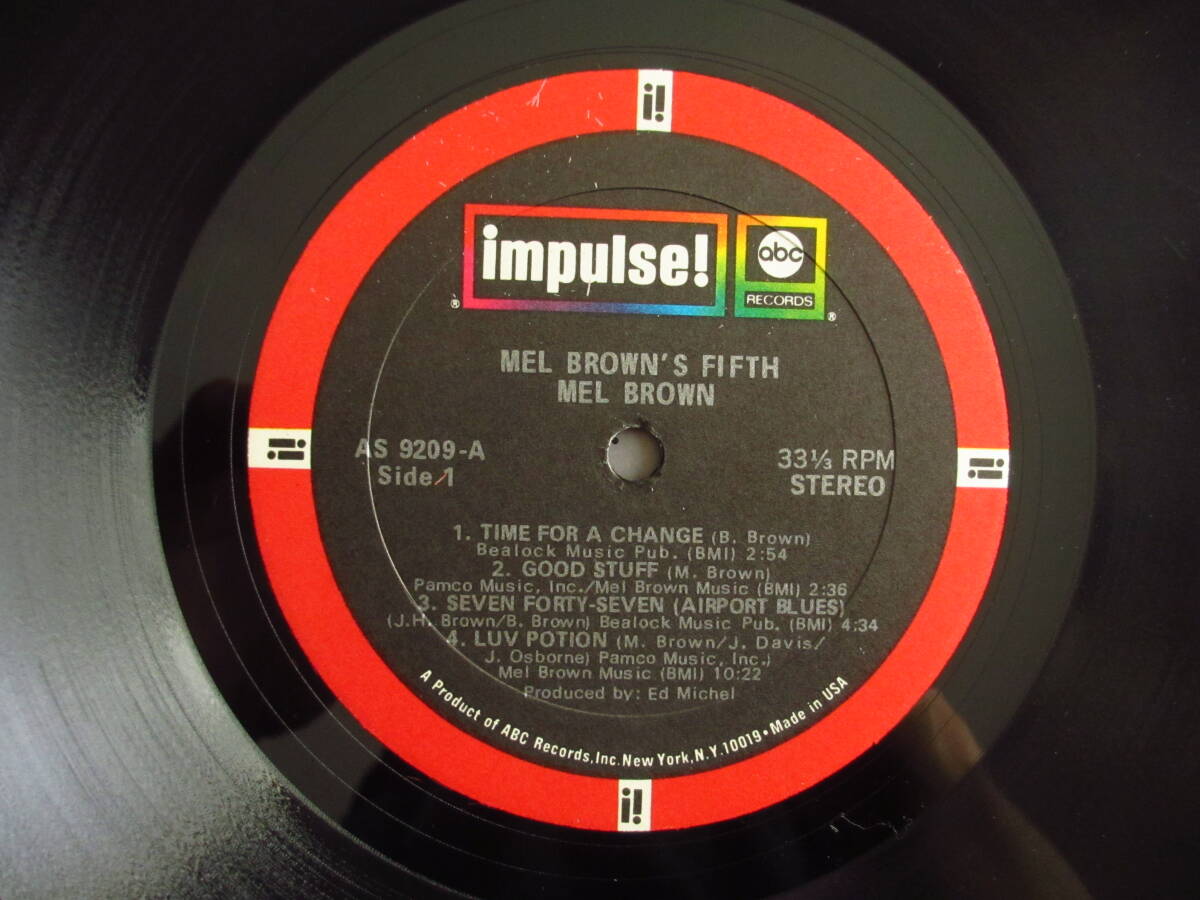 i!
impulse!
abc
RECORDS
®
®
MEL BROWN'S FIFTH
MEL BROWN
AS 9209-A
Side 1
33⅓ RPM
STEREO
i!
i!
1. TIME FOR A CHANGE (B. Brown)
Bealock Music Pub. (BMI) 2:54
2. GOOD STUFF (M. Brown)
Pamco Music, Inc./Mel Brown Music (BMI) 2:36
3. SEVEN FORTY-SEVEN (AIRPORT BLUES)
(J.H. Brown/B. Brown) Bealock Music Pub. (BMI) 4:34
4. LUV POTION (M. Brown/J. Davis/
J. Osborne) Pamco Music, Inc.)
Mel Brown Music (BMI) 10:22
Produced by: Ed Michel
A Product of ABC Records, Inc. New York, N.Y. 10019 • Made in USA
i!